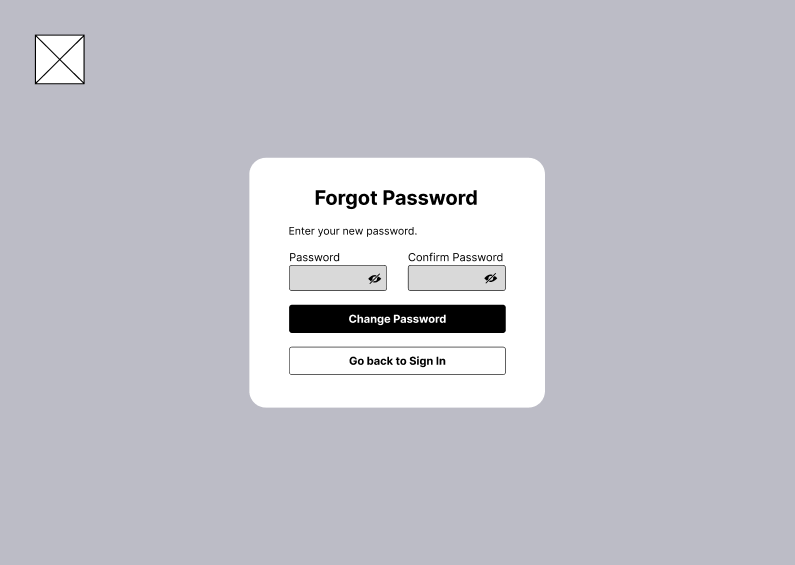 Forgot Password
Enter your new password.
Password
Confirm Password
Change Password
Go back to Sign In